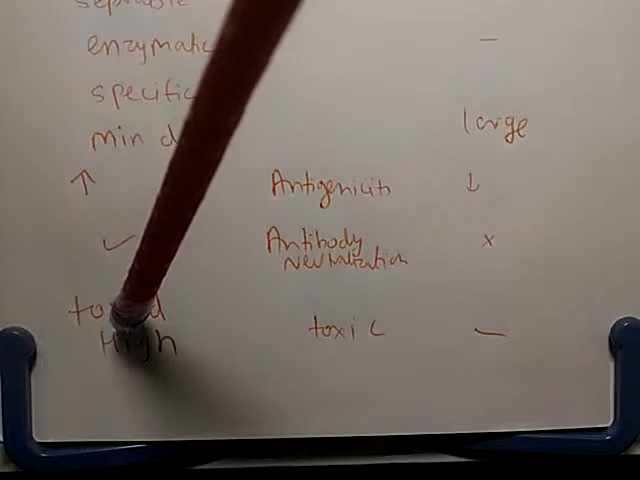 enzymatic —
specific
min d large
↑ Antigenicity ↓
✓ Antibody x
Neutralization
High toxic —